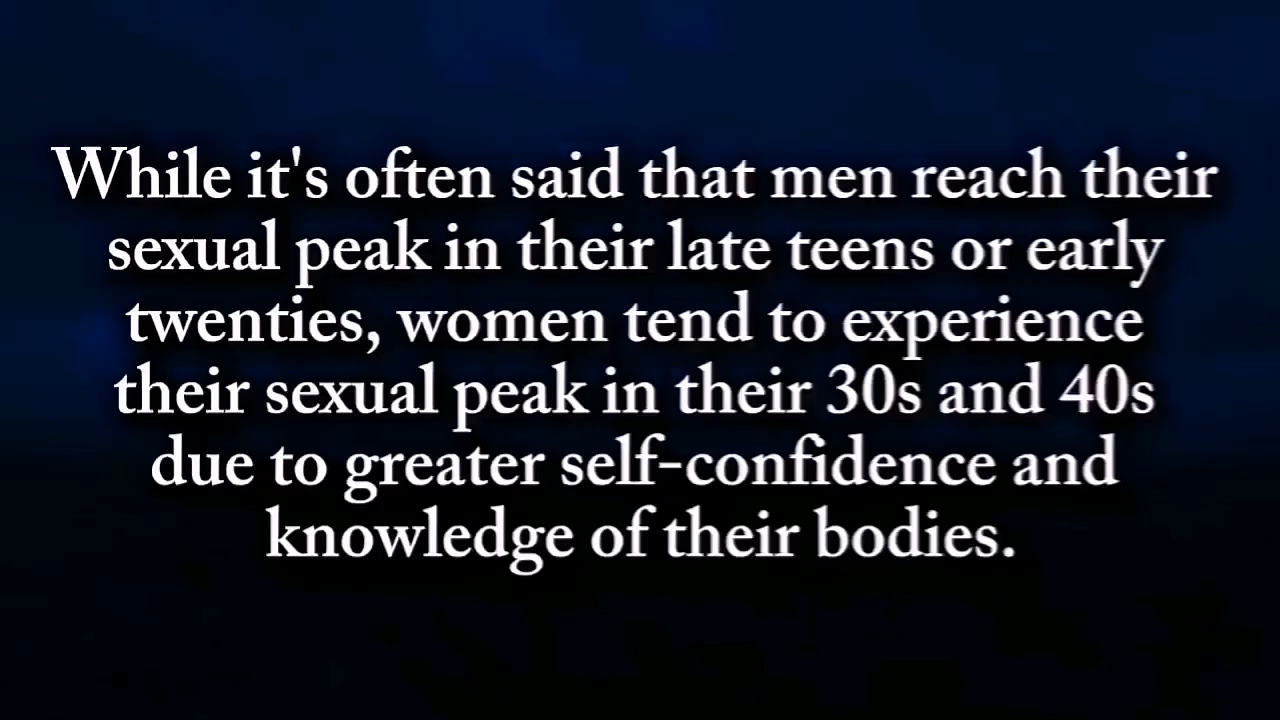 While it's often said that men reach their
sexual peak in their late teens or early
twenties, women tend to experience
their sexual peak in their 30s and 40s
due to greater self-confidence and
knowledge of their bodies.